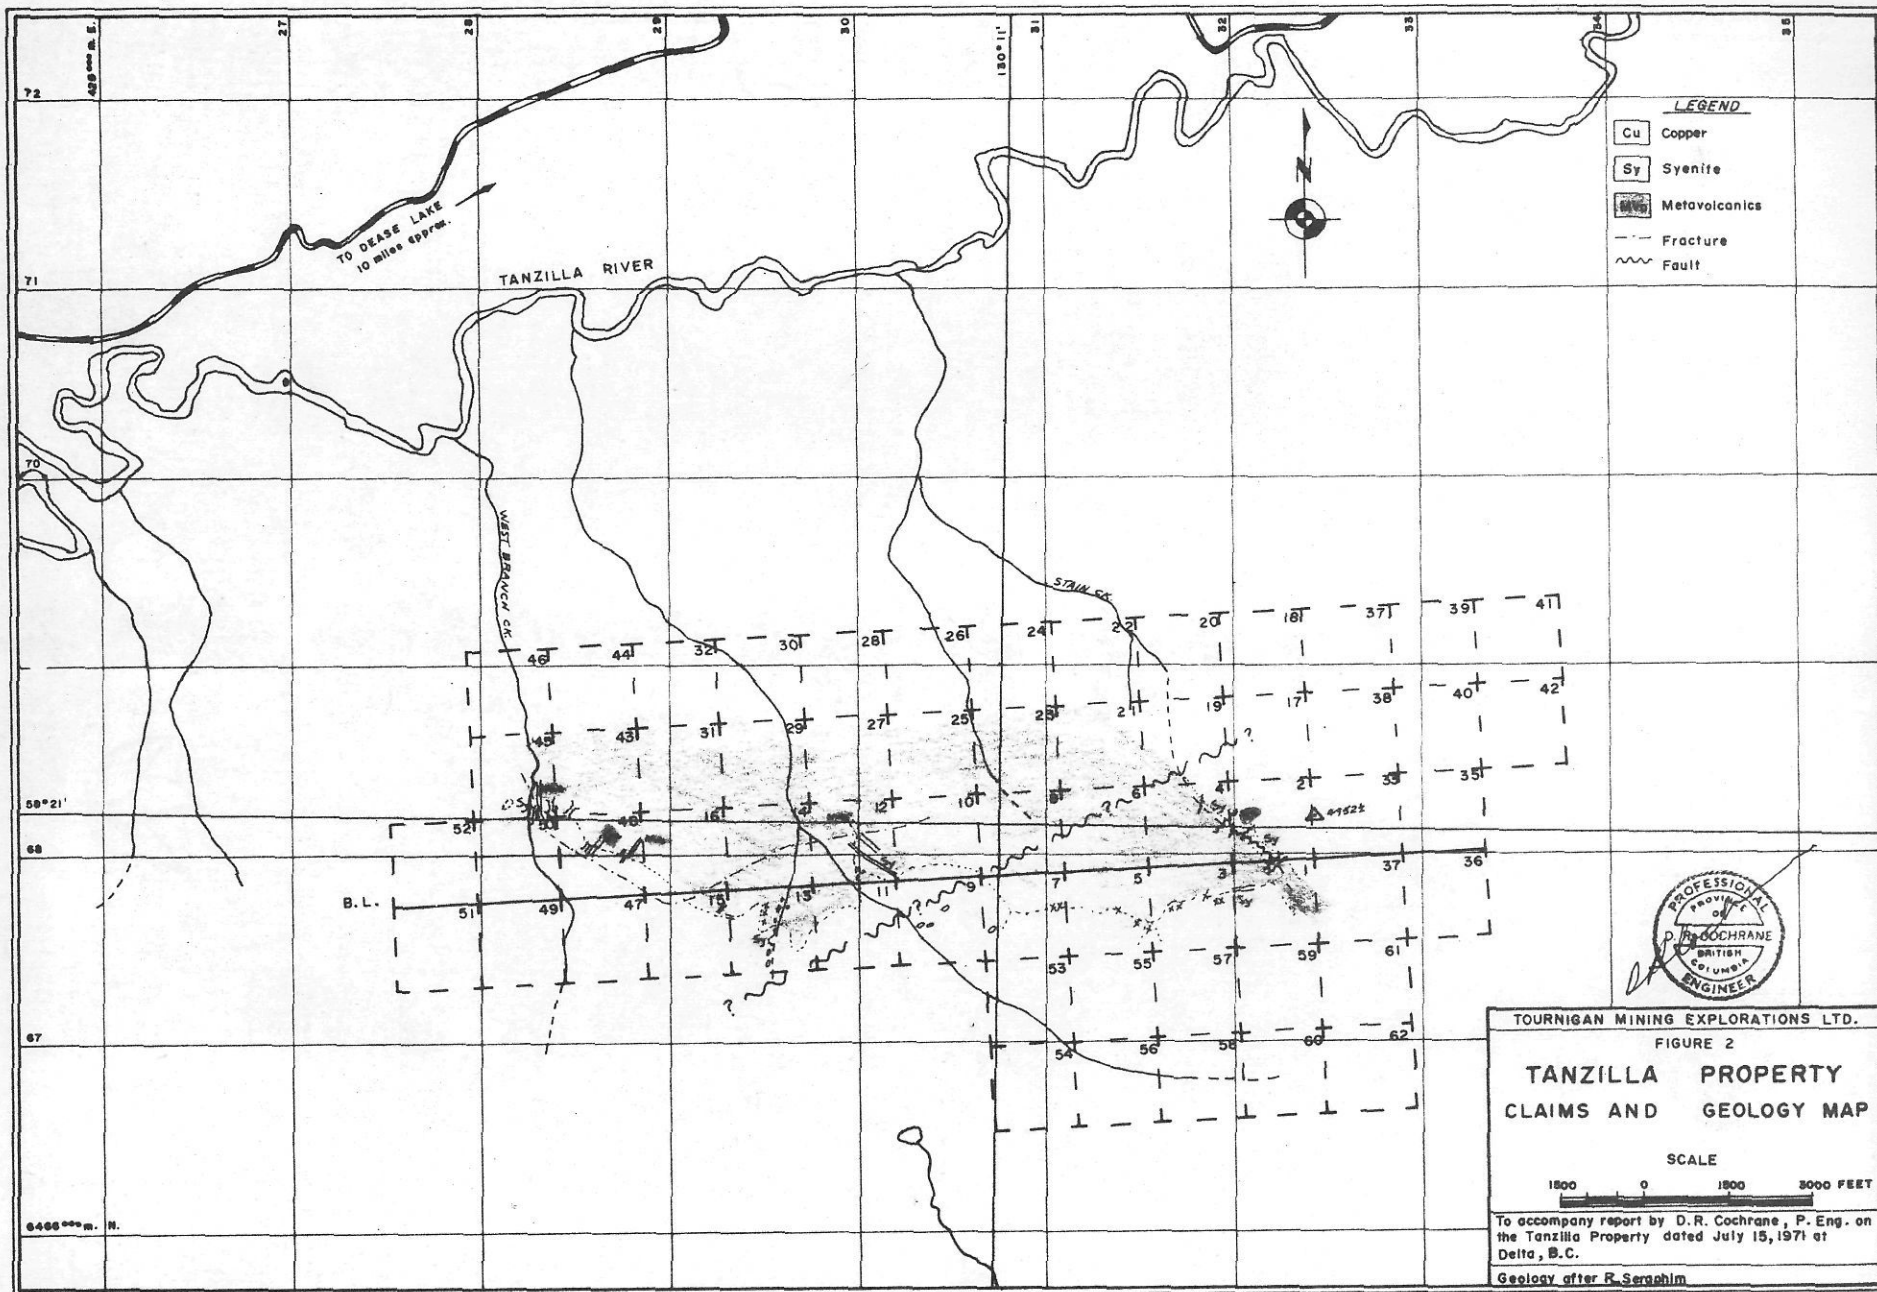 426000 m. E.
27
28
29
30
130° 11'
31
32
33
34
35
72
71
70
58° 21'
68
67
6466000 m. N.
LEGEND
Cu Copper
Sy Syenite
Metavolcanics
Fracture
Fault
N
TO DEASE LAKE
10 miles approx.
TANZILLA RIVER
WEST BRANCH CK.
STAIN CK.
46 44 32 30 28 26 24 22 20 18 37 39 41
45 43 31 29 27 25 23 21 19 17 38 40 42
52 50 48 16 14 12 10 8 6 4 2 33 35
B.L.
51 49 47 15 13 11 9 7 5 3 1 37 36
53 55 57 59 61
54 56 58 60 62
?
?
?
?
PROFESSIONAL
PROVINCE
OF
D. R. COCHRANE
BRITISH
COLUMBIA
ENGINEER
TOURNIGAN MINING EXPLORATIONS LTD.
FIGURE 2
TANZILLA PROPERTY
CLAIMS AND GEOLOGY MAP
SCALE
1500 0 1500 3000 FEET
To accompany report by D.R. Cochrane, P. Eng. on
the Tanzilla Property dated July 15, 1971 at
Delta, B.C.
Geology after R. Seraphim